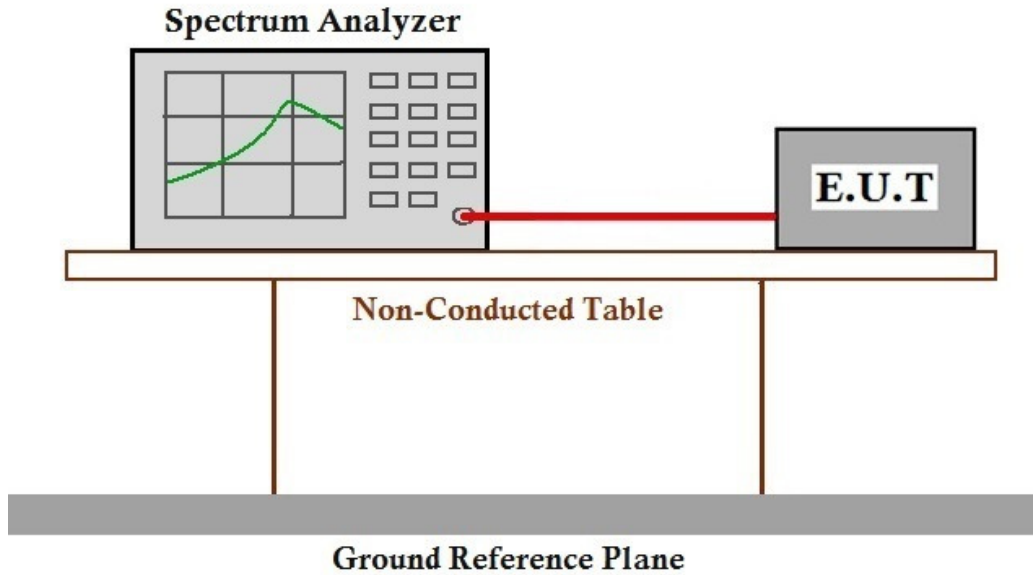 Spectrum Analyzer
E.U.T
Non-Conducted Table
Ground Reference Plane